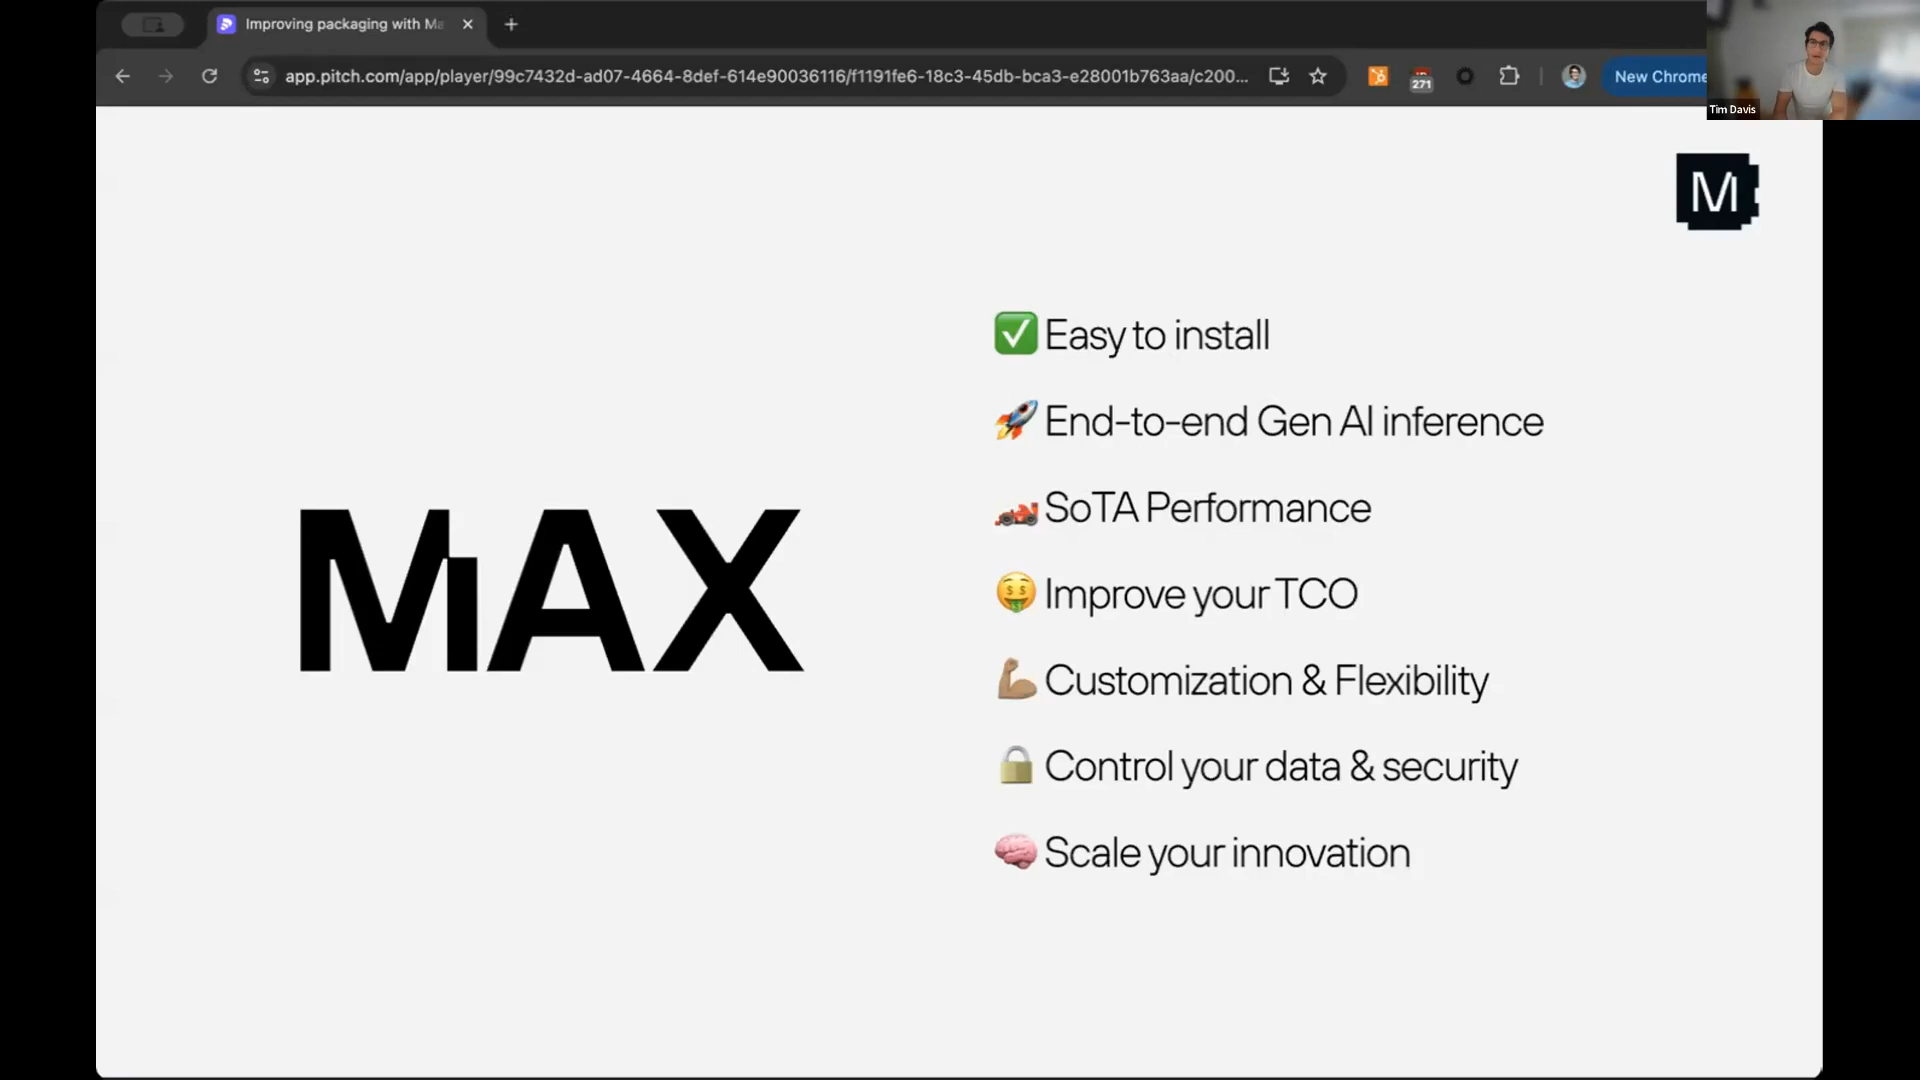 Improving packaging with Ma
app.pitch.com/app/player/99c7432d-ad07-4664-8def-614e90036116/f1191fe6-18c3-45db-bca3-e28001b763aa/c200...
271
New Chrome
Tim Davis
M
MAX
Easy to install
End-to-end Gen AI inference
SoTA Performance
Improve your TCO
Customization & Flexibility
Control your data & security
Scale your innovation